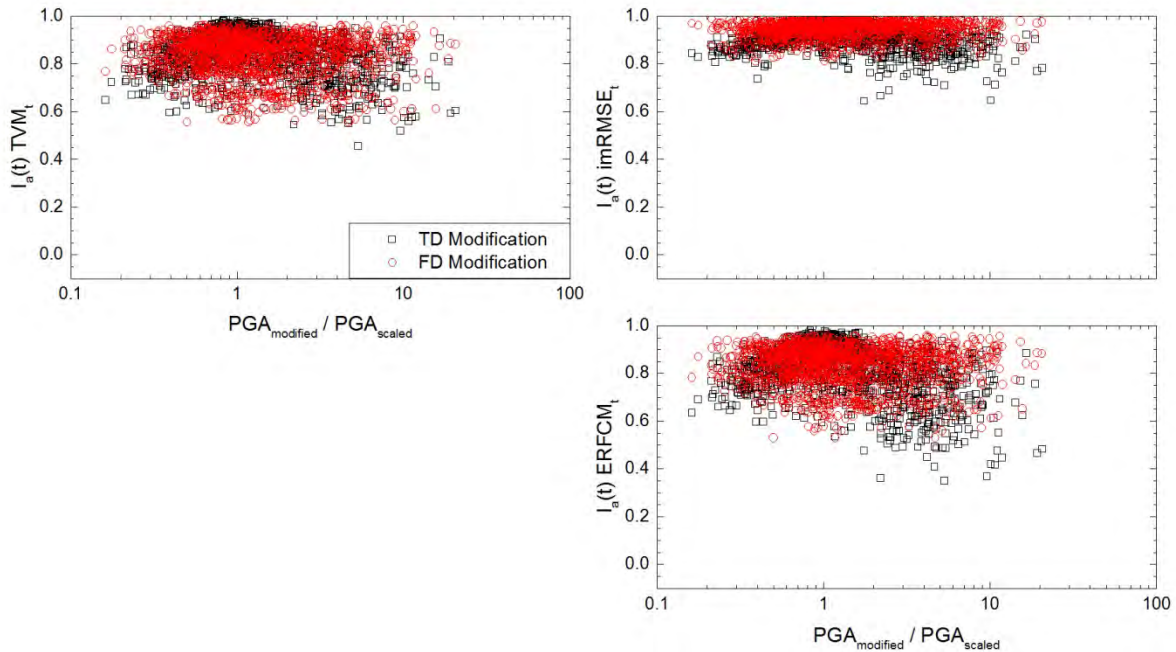 I_a(t) TVM_t
1.0
0.8
0.6
0.4
0.2
0.0
TD Modification
FD Modification
0.1 1 10 100
PGA_modified / PGA_scaled
I_a(t) imRMSE_t
1.0
0.8
0.6
0.4
0.2
0.0
I_a(t) ERFCM_t
1.0
0.8
0.6
0.4
0.2
0.0
0.1 1 10 100
PGA_modified / PGA_scaled